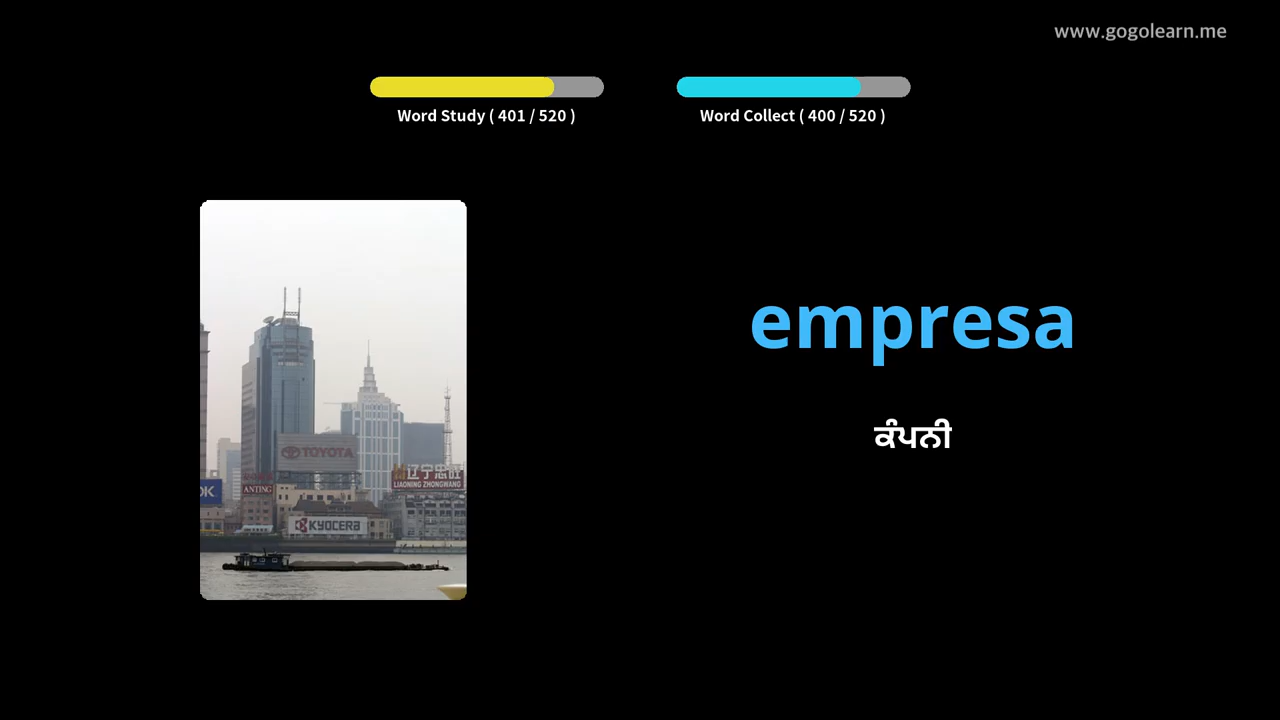 www.gogolearn.me
Word Study ( 401 / 520 )
Word Collect ( 400 / 520 )
empresa
ਕੰਪਨੀ
TOYOTA
辽宁忠旺
LIAONING ZHONGWANG
OK
ANTING
KYOCERA